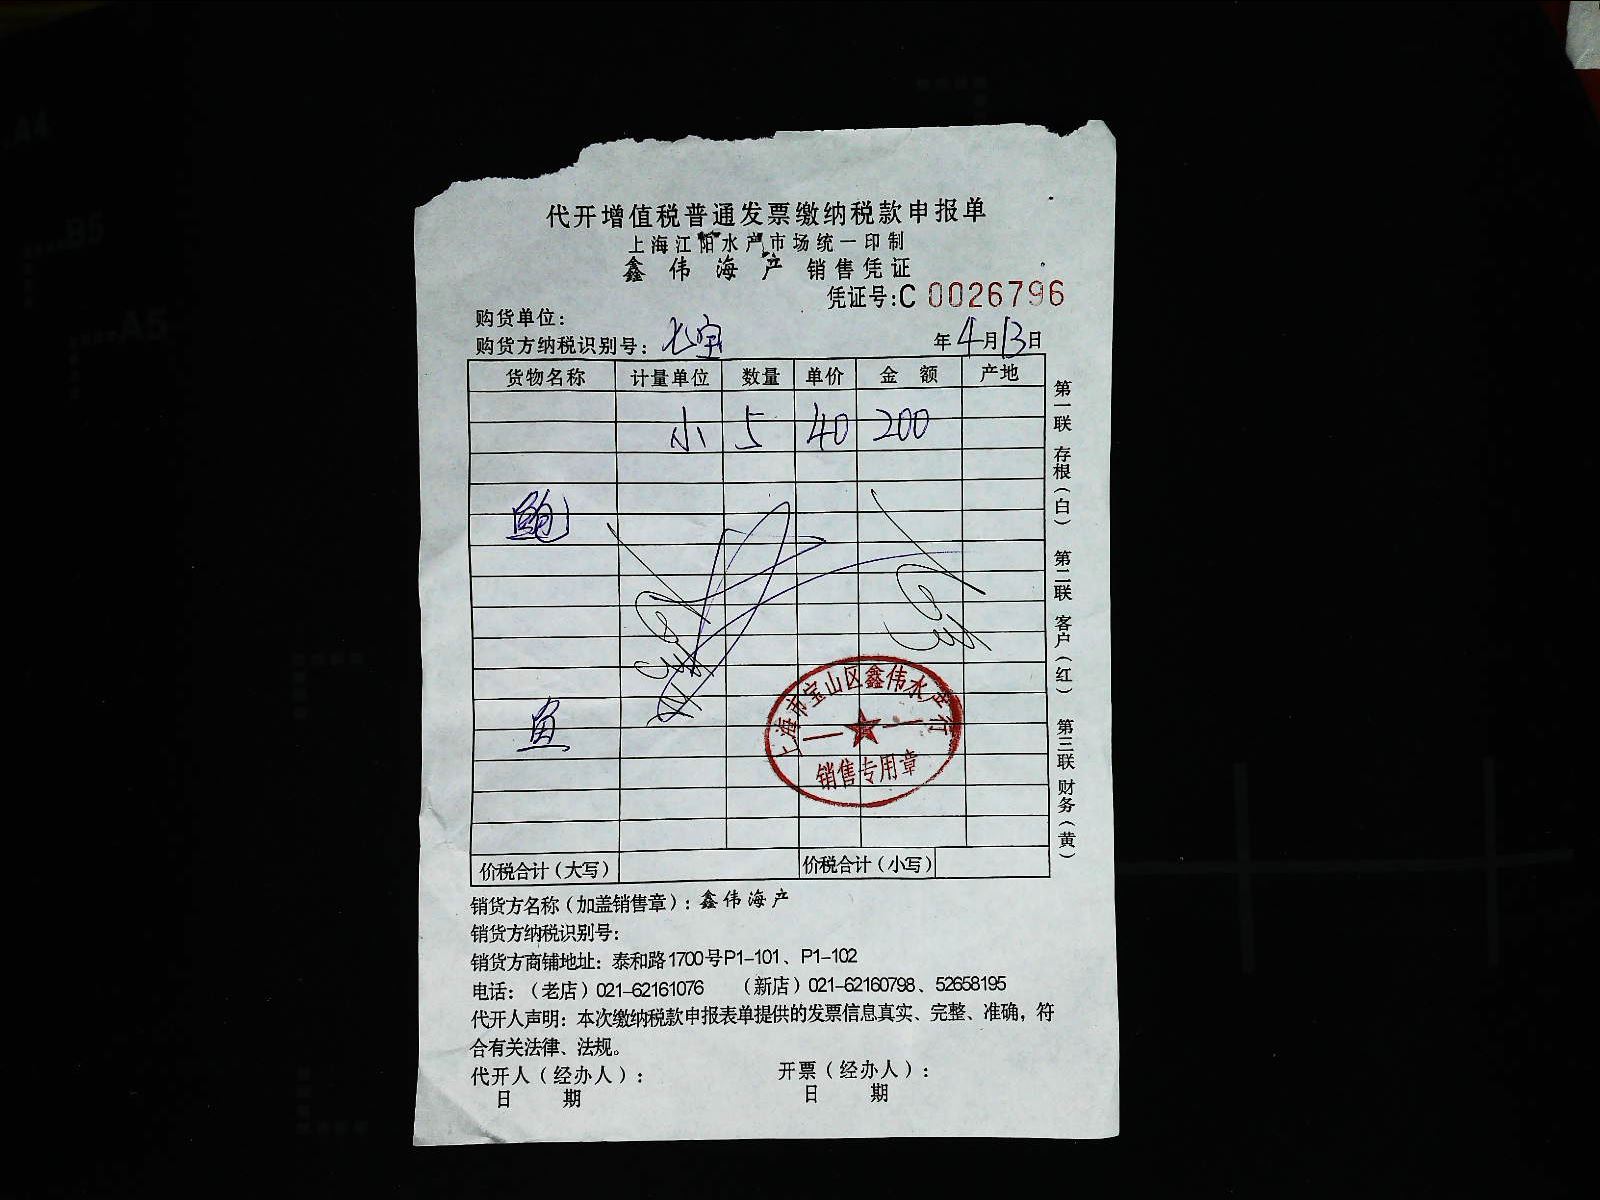 代开增值税普通发票缴纳税款申报单
上海江阳水产市场统一印制
鑫伟海产 销售凭证
凭证号:C 0026796
购货单位:
购货方纳税识别号: 七宝 年4月13日
货物名称 计量单位 数量 单价 金额 产地
小 5 40 200
鲍
鱼
价税合计(大写) 价税合计(小写)
上海市宝山区鑫伟水产行
销售专用章
第一联 存根(白) 第二联 客户(红) 第三联 财务(黄)
销货方名称(加盖销售章):鑫伟海产
销货方纳税识别号:
销货方商铺地址:泰和路1700号P1-101、P1-102
电话:(老店)021-62161076 (新店)021-62160798、52658195
代开人声明:本次缴纳税款申报表单提供的发票信息真实、完整、准确,符
合有关法律、法规。
代开人(经办人): 开票(经办人):
日 期 日 期
A4
B5
A5